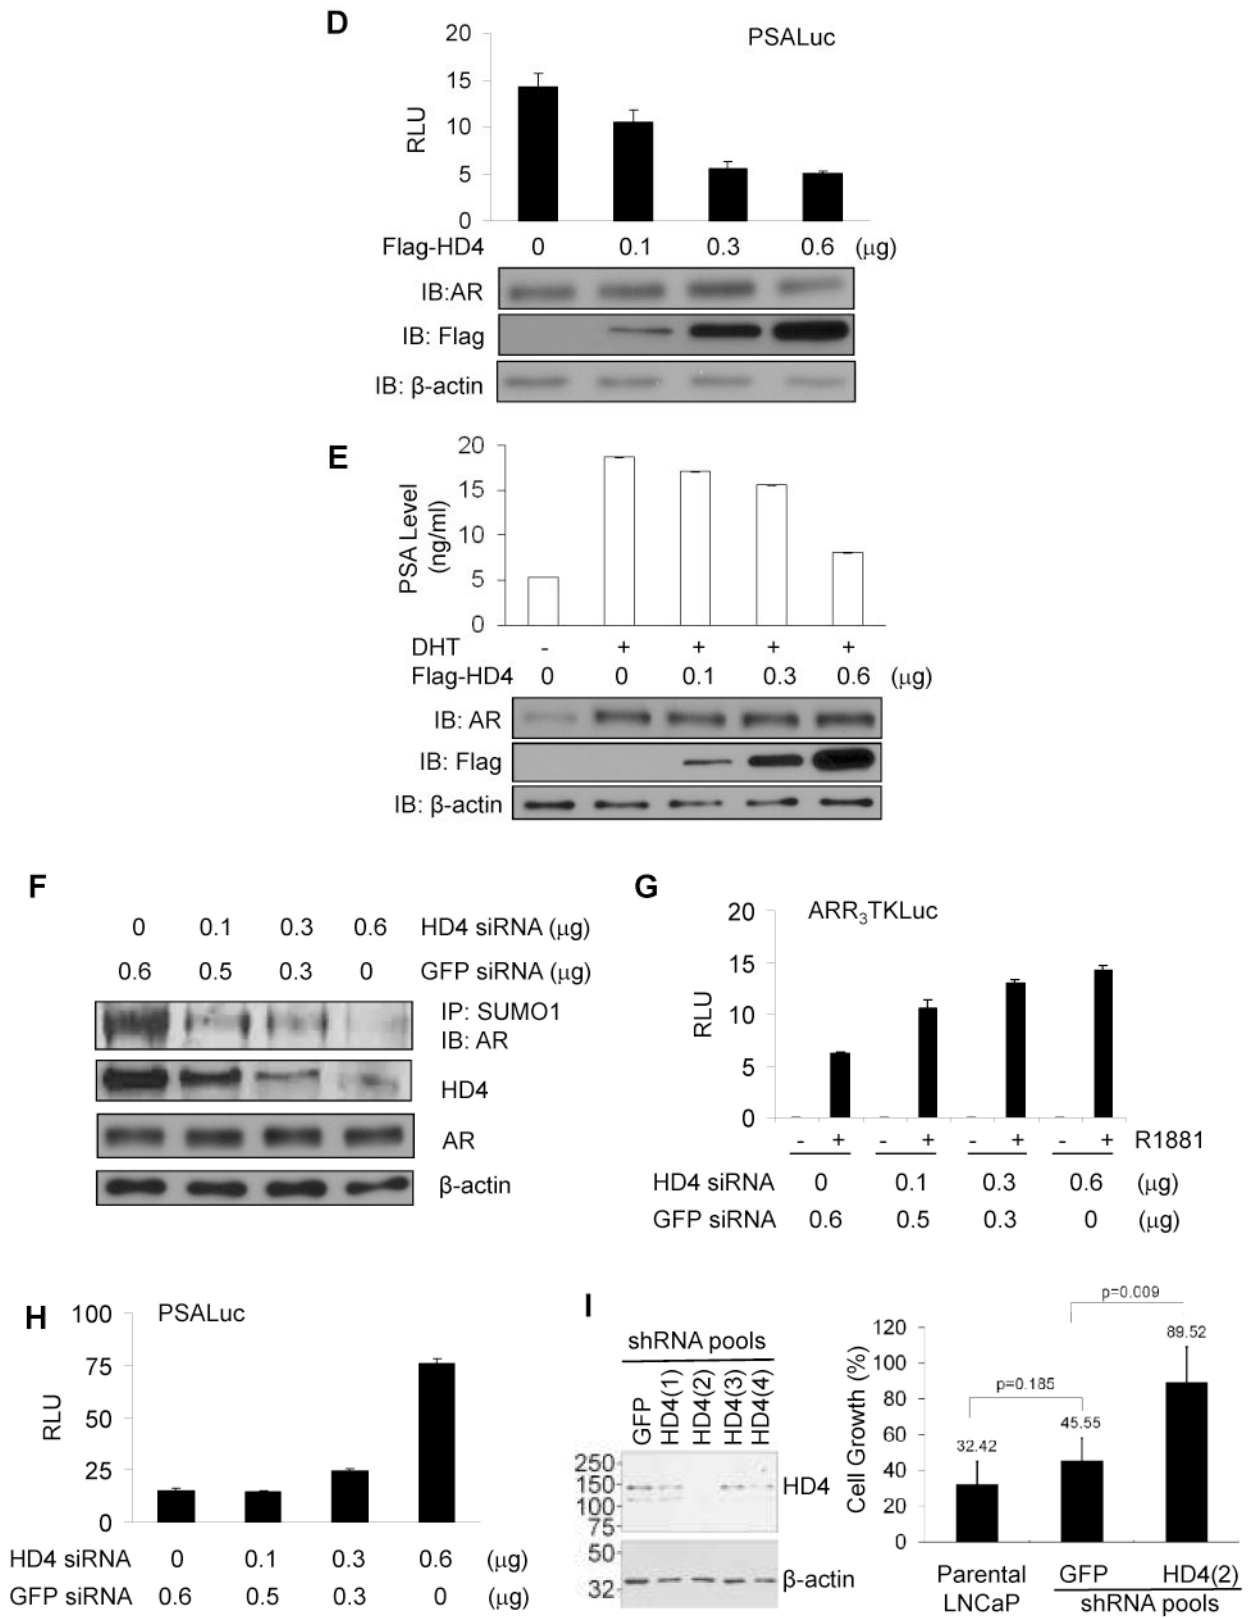 D
PSALuc
20
15
10
5
0
RLU
Flag-HD4 0 0.1 0.3 0.6 (μg)
IB:AR
IB: Flag
IB: β-actin
E
20
15
10
5
0
PSA Level
(ng/ml)
DHT - + + + +
Flag-HD4 0 0 0.1 0.3 0.6 (μg)
IB: AR
IB: Flag
IB: β-actin
F
0 0.1 0.3 0.6 HD4 siRNA (μg)
0.6 0.5 0.3 0 GFP siRNA (μg)
IP: SUMO1
IB: AR
HD4
AR
β-actin
G
ARR3TKLuc
20
15
10
5
0
RLU
- + - + - + - + R1881
HD4 siRNA 0 0.1 0.3 0.6 (μg)
GFP siRNA 0.6 0.5 0.3 0 (μg)
H
PSALuc
100
75
50
25
0
RLU
HD4 siRNA 0 0.1 0.3 0.6 (μg)
GFP siRNA 0.6 0.5 0.3 0 (μg)
I
shRNA pools
GFP
HD4(1)
HD4(2)
HD4(3)
HD4(4)
250
150
100
75
50
32
HD4
β-actin
p=0.009
p=0.185
120
100
80
60
40
20
0
Cell Growth (%)
32.42
45.55
89.52
Parental
LNCaP
GFP HD4(2)
shRNA pools